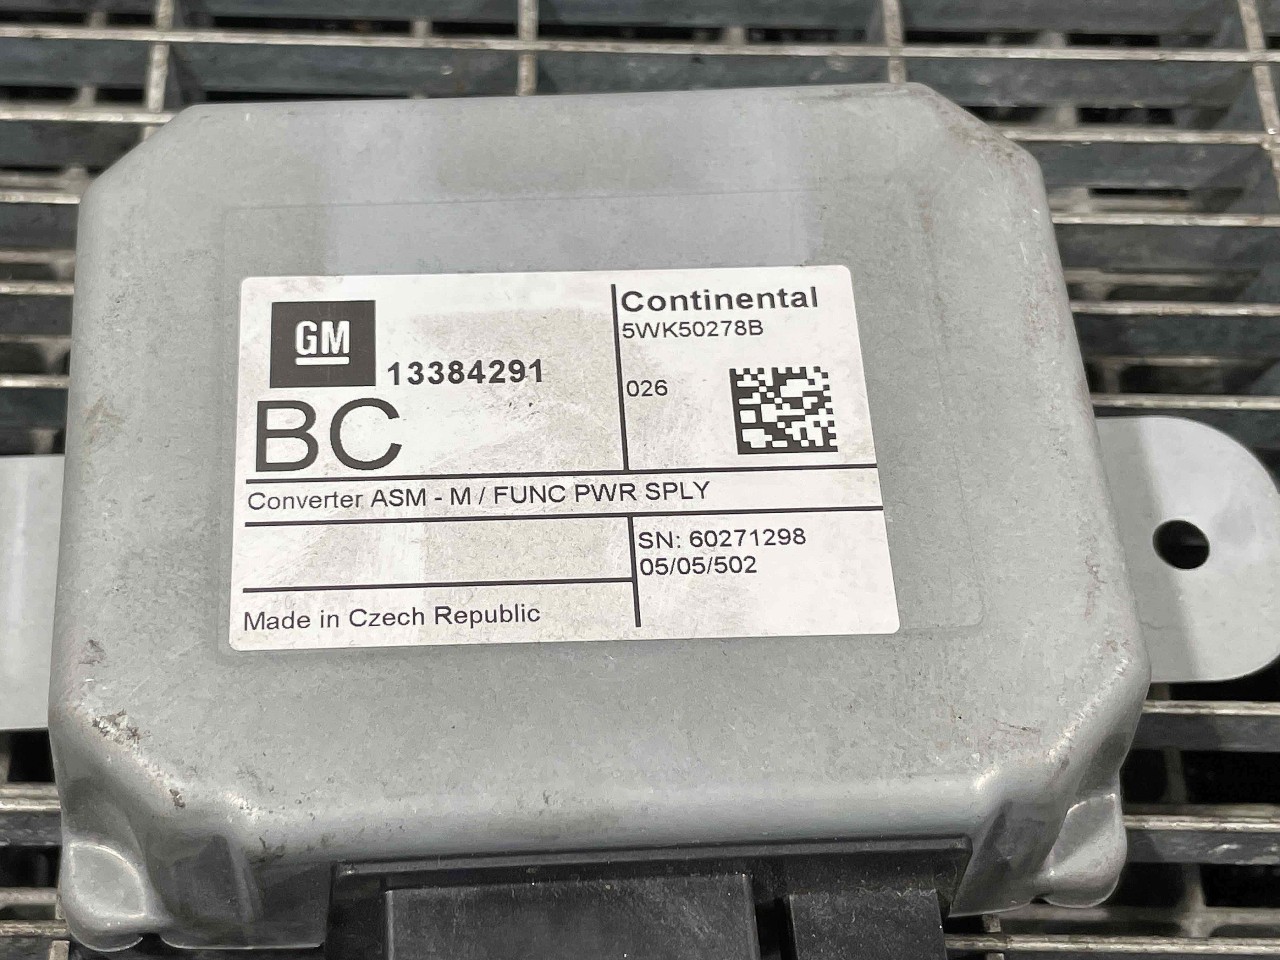 GM
13384291
BC
Continental
5WK50278B
026
Converter ASM - M / FUNC PWR SPLY
SN: 60271298
05/05/502
Made in Czech Republic